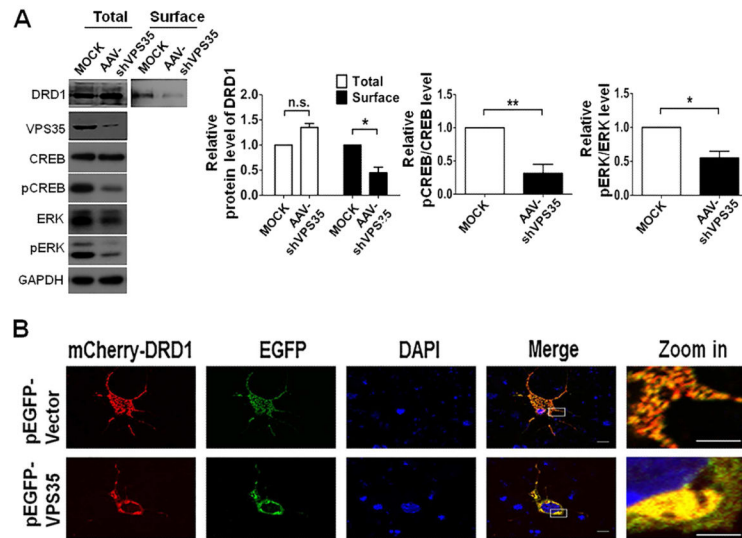 A
Total Surface
MOCK
AAV-
shVPS35
MOCK
AAV-
shVPS35
DRD1
VPS35
CREB
pCREB
ERK
pERK
GAPDH
Relative
protein level of DRD1
2.0
1.5
1.0
0.5
0.0
n.s.
*
Total
Surface
MOCK
AAV-
shVPS35
MOCK
AAV-
shVPS35
Relative
pCREB/CREB level
1.5
1.0
0.5
0.0
**
MOCK
AAV-
shVPS35
Relative
pERK/ERK level
1.5
1.0
0.5
0.0
*
MOCK
AAV-
shVPS35
B
mCherry-DRD1 EGFP DAPI Merge Zoom in
pEGFP-
Vector
pEGFP-
VPS35